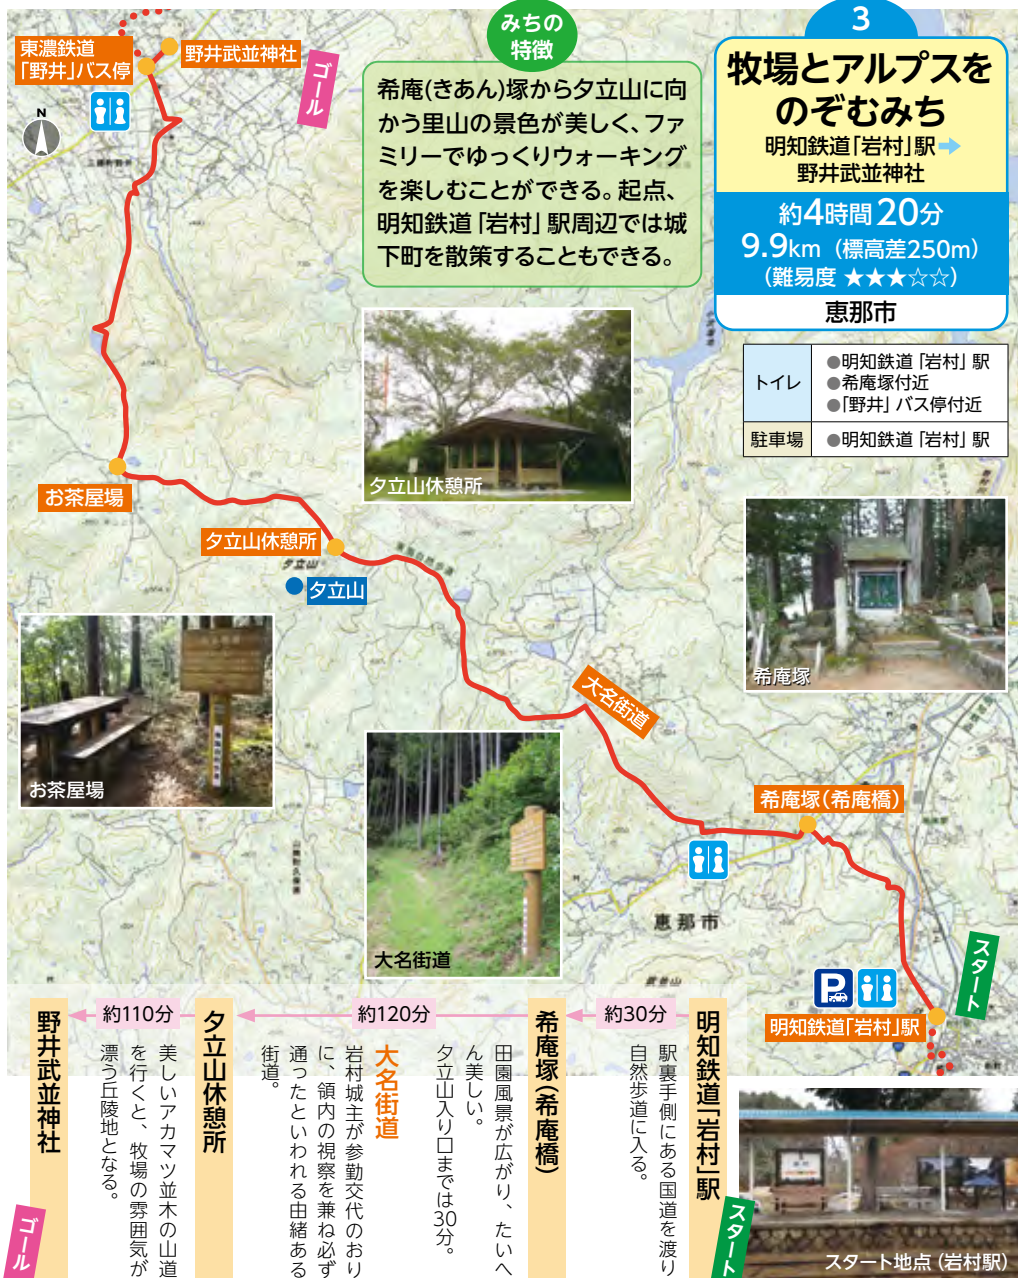 3
牧場とアルプスを
のぞむみち
明知鉄道「岩村」駅➡
野井武並神社
約4時間20分
9.9km（標高差250m）
（難易度 ★★★☆☆）
恵那市
みちの
特徴
希庵(きあん)塚から夕立山に向
かう里山の景色が美しく、ファ
ミリーでゆっくりウォーキング
を楽しむことができる。起点、
明知鉄道「岩村」駅周辺では城
下町を散策することもできる。
トイレ
●明知鉄道「岩村」駅
●希庵塚付近
●「野井」バス停付近
駐車場
●明知鉄道「岩村」駅
東濃鉄道
「野井」バス停
野井武並神社
ゴール
N
夕立山休憩所
お茶屋場
夕立山休憩所
夕立山
夕立山
希庵塚
お茶屋場
大名街道
大名街道
希庵塚（希庵橋）
恵那市
スタート
P
明知鉄道「岩村」駅
スタート地点（岩村駅）
スタート
明知鉄道「岩村」駅
約30分
駅裏手側にある国道を渡り
自然歩道に入る。
希庵塚（希庵橋）
約120分
田園風景が広がり、たいへ
ん美しい。
夕立山入り口までは30分。
大名街道
岩村城主が参勤交代のおり
に、領内の視察を兼ね必ず
通ったといわれる由緒ある
街道。
夕立山休憩所
約110分
美しいアカマツ並木の山道
を行くと、牧場の雰囲気が
漂う丘陵地となる。
野井武並神社
ゴール